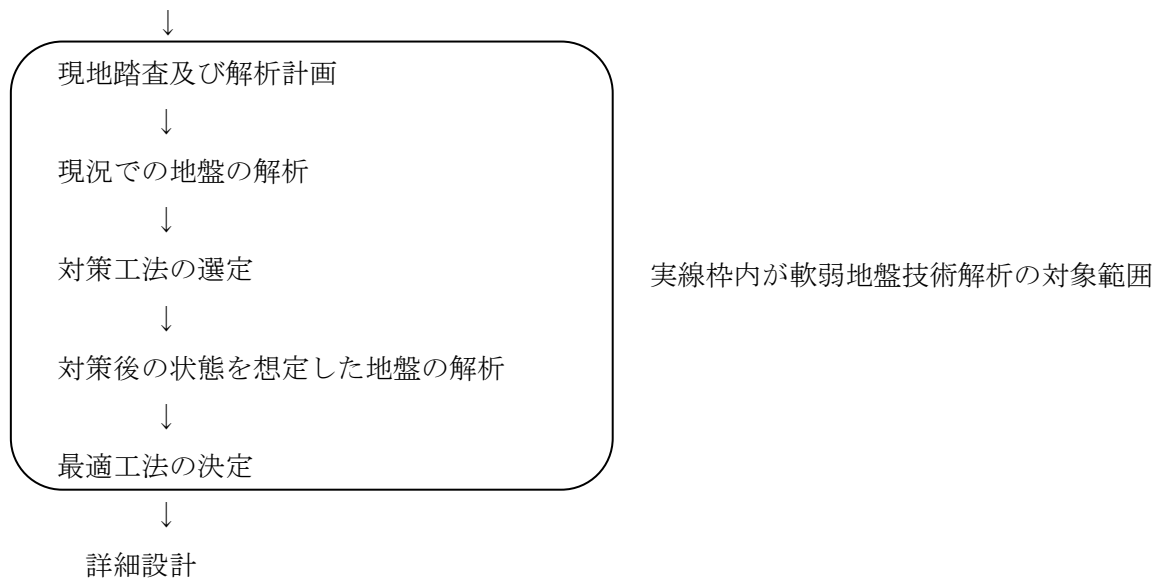 ↓
現地踏査及び解析計画
↓
現況での地盤の解析
↓
対策工法の選定
実線枠内が軟弱地盤技術解析の対象範囲
↓
対策後の状態を想定した地盤の解析
↓
最適工法の決定
↓
詳細設計